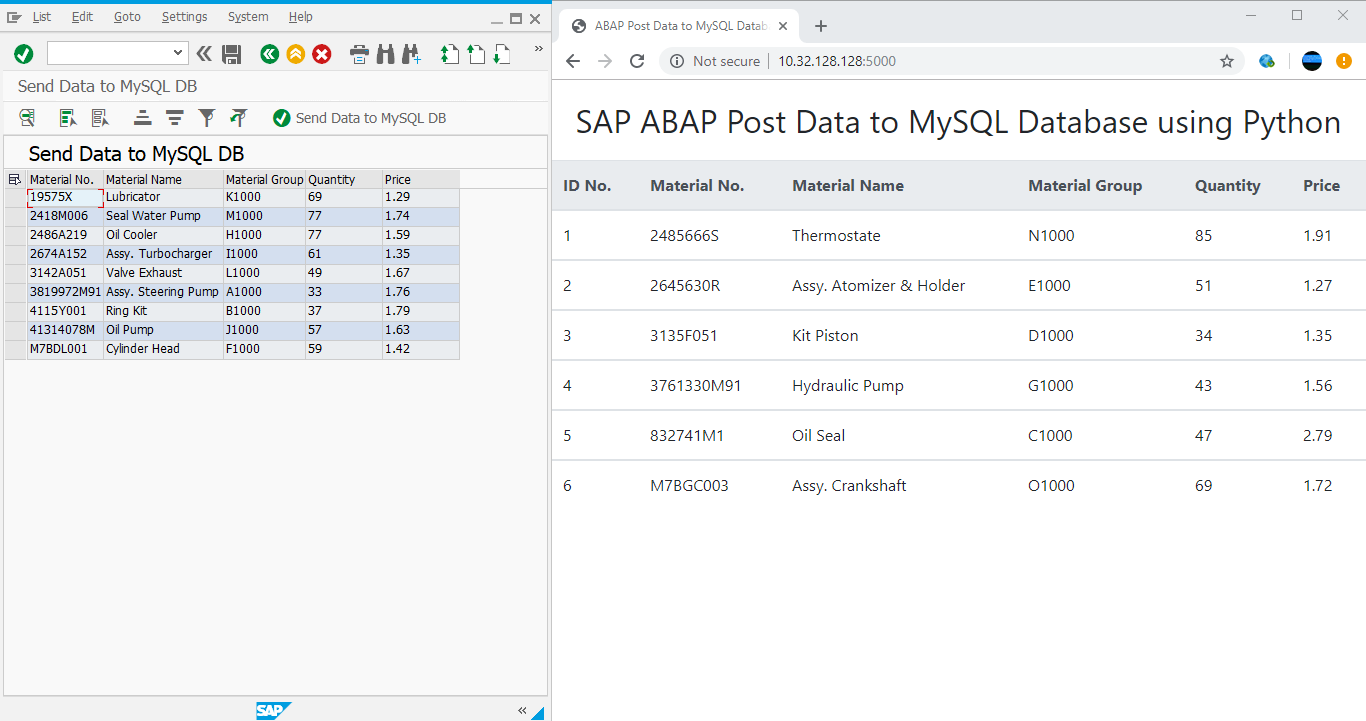 List Edit Goto Settings System Help
Send Data to MySQL DB
Send Data to MySQL DB
Send Data to MySQL DB
Material No. Material Name Material Group Quantity Price
19575X Lubricator K1000 69 1.29
2418M006 Seal Water Pump M1000 77 1.74
2486A219 Oil Cooler H1000 77 1.59
2674A152 Assy. Turbocharger I1000 61 1.35
3142A051 Valve Exhaust L1000 49 1.67
3819972M91 Assy. Steering Pump A1000 33 1.76
4115Y001 Ring Kit B1000 37 1.79
41314078M Oil Pump J1000 57 1.63
M7BDL001 Cylinder Head F1000 59 1.42
SAP
ABAP Post Data to MySQL Datab
Not secure 10.32.128.128:5000
SAP ABAP Post Data to MySQL Database using Python
ID No. Material No. Material Name Material Group Quantity Price
1 2485666S Thermostate N1000 85 1.91
2 2645630R Assy. Atomizer & Holder E1000 51 1.27
3 3135F051 Kit Piston D1000 34 1.35
4 3761330M91 Hydraulic Pump G1000 43 1.56
5 832741M1 Oil Seal C1000 47 2.79
6 M7BGC003 Assy. Crankshaft O1000 69 1.72